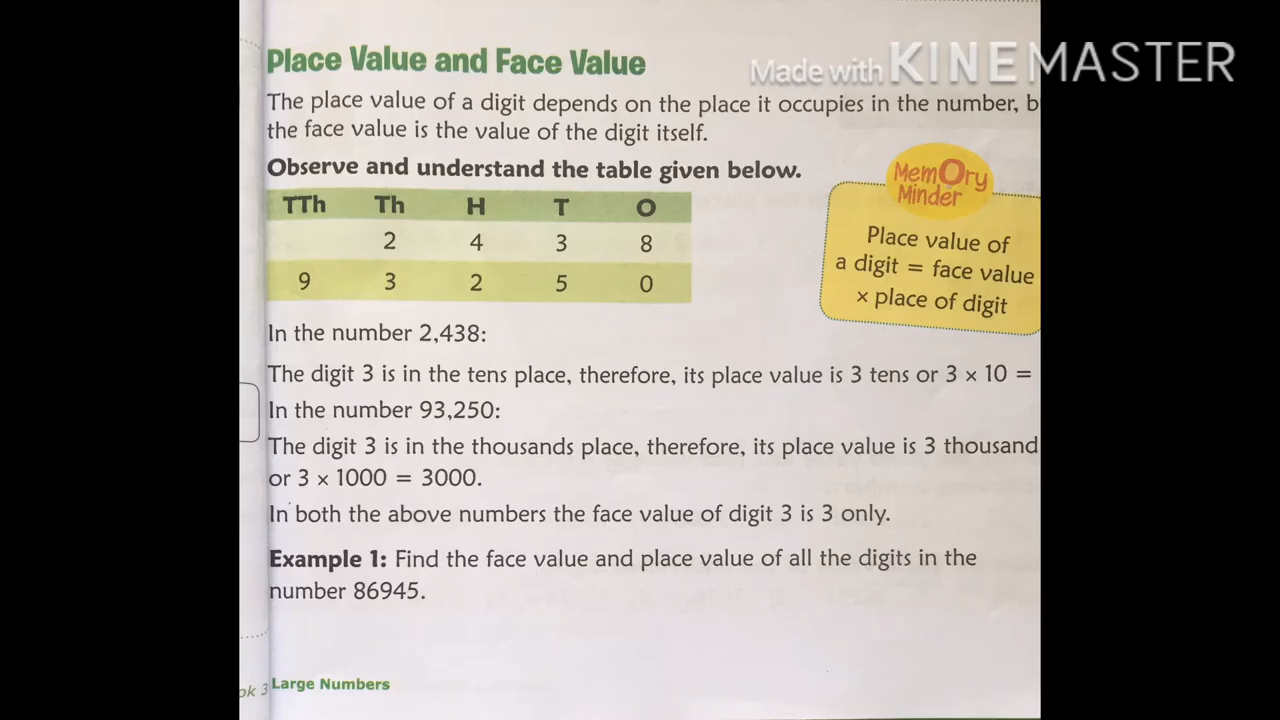 Place Value and Face Value
Made with KINEMASTER
The place value of a digit depends on the place it occupies in the number, b
the face value is the value of the digit itself.
Observe and understand the table given below.
MemOry
Minder
TTh Th H T O
2 4 3 8
9 3 2 5 0
Place value of
a digit = face value
× place of digit
In the number 2,438:
The digit 3 is in the tens place, therefore, its place value is 3 tens or 3 × 10 =
In the number 93,250:
The digit 3 is in the thousands place, therefore, its place value is 3 thousand
or 3 × 1000 = 3000.
In both the above numbers the face value of digit 3 is 3 only.
Example 1: Find the face value and place value of all the digits in the
number 86945.
ok 3 Large Numbers